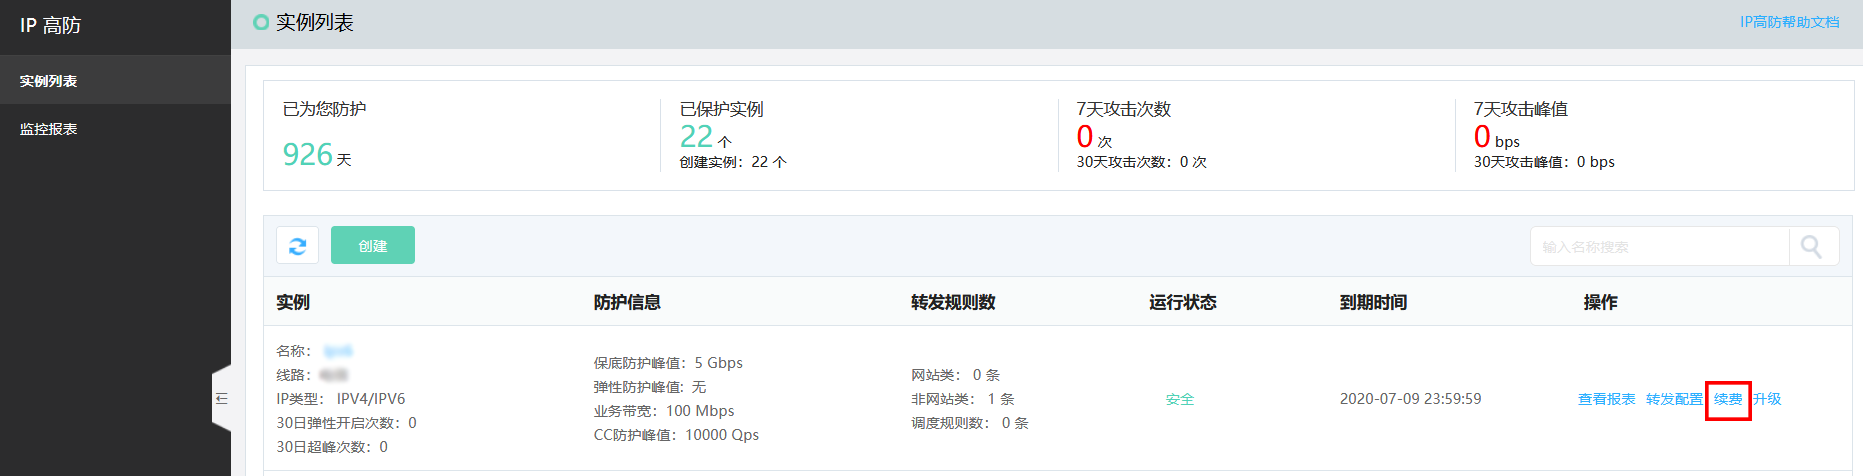 IP 高防
实例列表
监控报表
实例列表
IP高防帮助文档
已为您防护
926 天
已保护实例
22 个
创建实例：22 个
7天攻击次数
0 次
30天攻击次数：0 次
7天攻击峰值
0 bps
30天攻击峰值：0 bps
创建
输入名称搜索
实例 防护信息 转发规则数 运行状态 到期时间 操作
名称：
线路：
IP类型： IPV4/IPV6
30日弹性开启次数：0
30日超峰次数：0
保底防护峰值：5 Gbps
弹性防护峰值：无
业务带宽：100 Mbps
CC防护峰值：10000 Qps
网站类： 0 条
非网站类： 1 条
调度规则数： 0 条
安全
2020-07-09 23:59:59
查看报表 转发配置 续费 升级